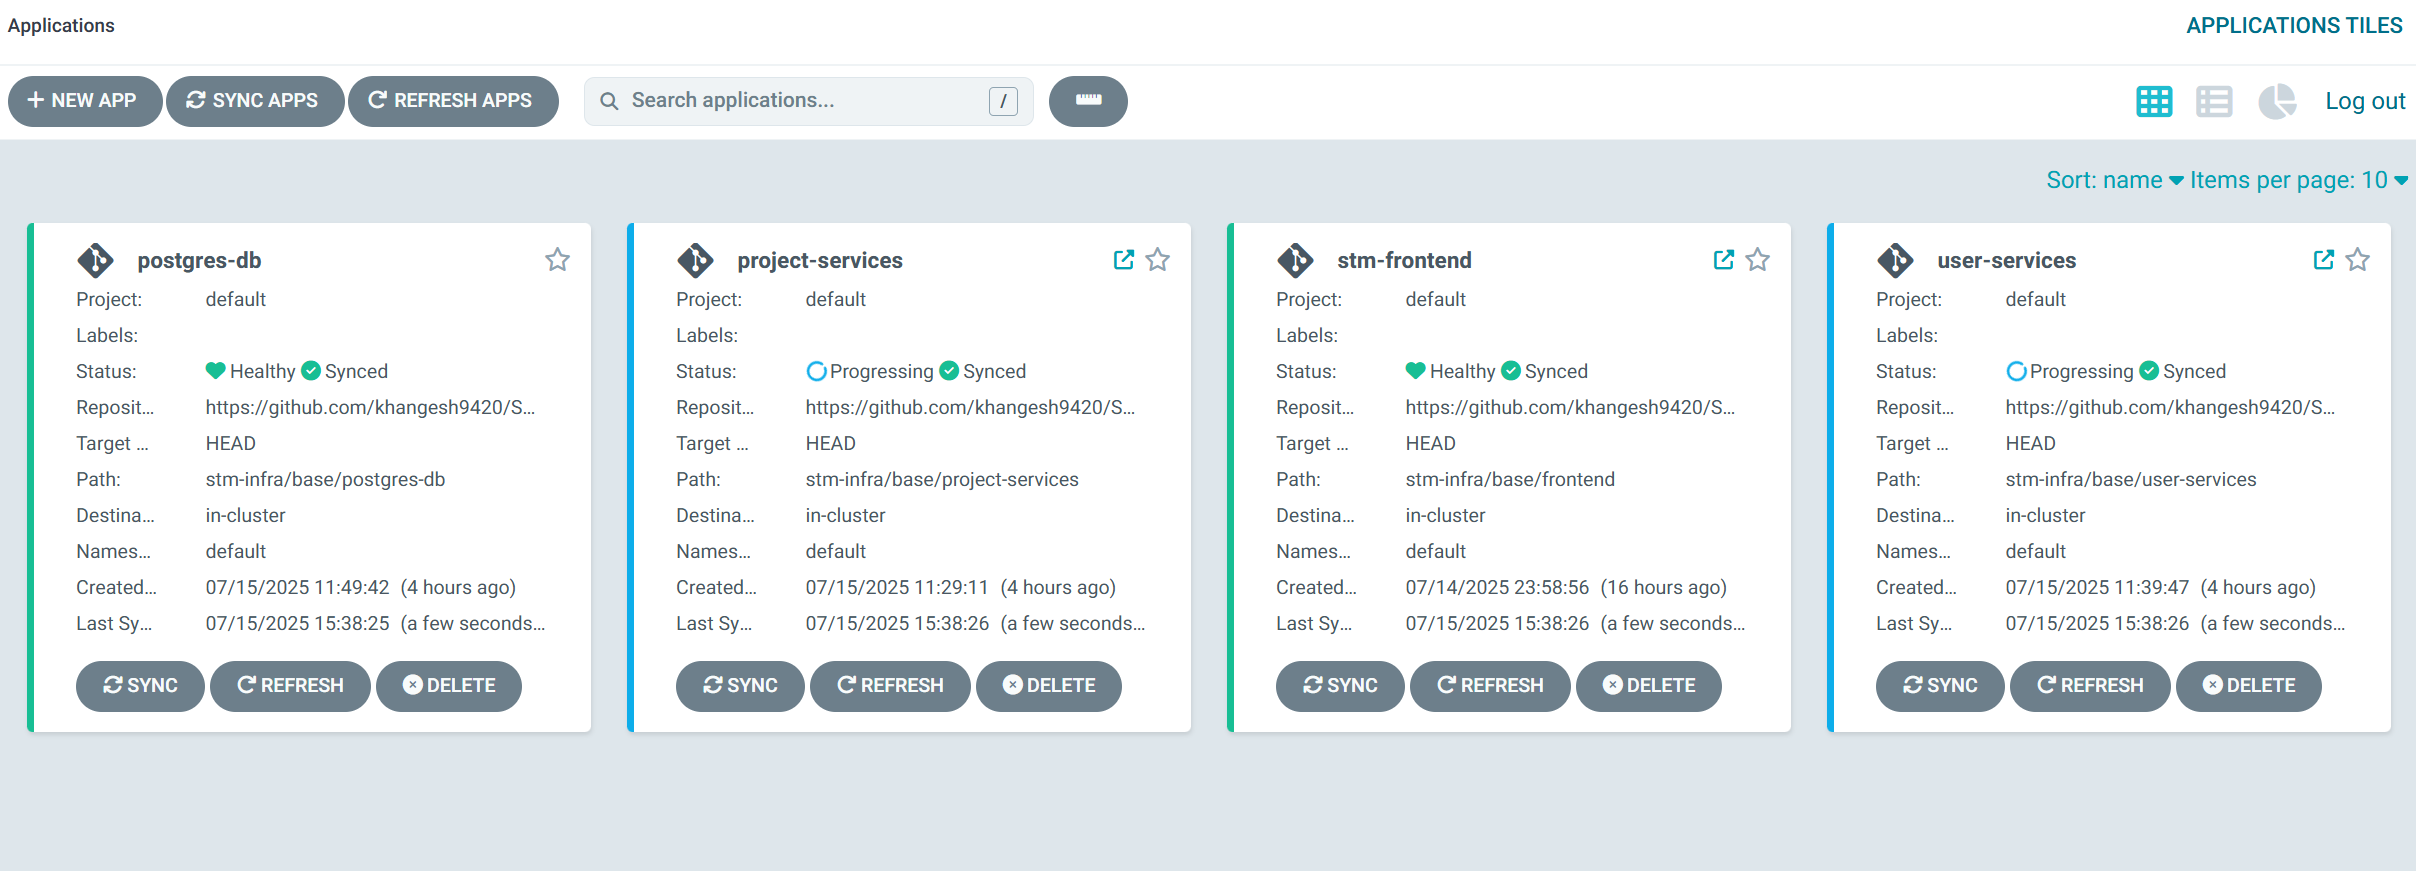 Applications
APPLICATIONS TILES
NEW APP SYNC APPS REFRESH APPS Search applications... / Log out
Sort: name Items per page: 10
postgres-db
Project: default
Labels:
Status: Healthy Synced
Reposit... https://github.com/khangesh9420/S...
Target ... HEAD
Path: stm-infra/base/postgres-db
Destina... in-cluster
Names... default
Created... 07/15/2025 11:49:42 (4 hours ago)
Last Sy... 07/15/2025 15:38:25 (a few seconds...
SYNC REFRESH DELETE
project-services
Project: default
Labels:
Status: Progressing Synced
Reposit... https://github.com/khangesh9420/S...
Target ... HEAD
Path: stm-infra/base/project-services
Destina... in-cluster
Names... default
Created... 07/15/2025 11:29:11 (4 hours ago)
Last Sy... 07/15/2025 15:38:26 (a few seconds...
SYNC REFRESH DELETE
stm-frontend
Project: default
Labels:
Status: Healthy Synced
Reposit... https://github.com/khangesh9420/S...
Target ... HEAD
Path: stm-infra/base/frontend
Destina... in-cluster
Names... default
Created... 07/14/2025 23:58:56 (16 hours ago)
Last Sy... 07/15/2025 15:38:26 (a few seconds...
SYNC REFRESH DELETE
user-services
Project: default
Labels:
Status: Progressing Synced
Reposit... https://github.com/khangesh9420/S...
Target ... HEAD
Path: stm-infra/base/user-services
Destina... in-cluster
Names... default
Created... 07/15/2025 11:39:47 (4 hours ago)
Last Sy... 07/15/2025 15:38:26 (a few seconds...
SYNC REFRESH DELETE